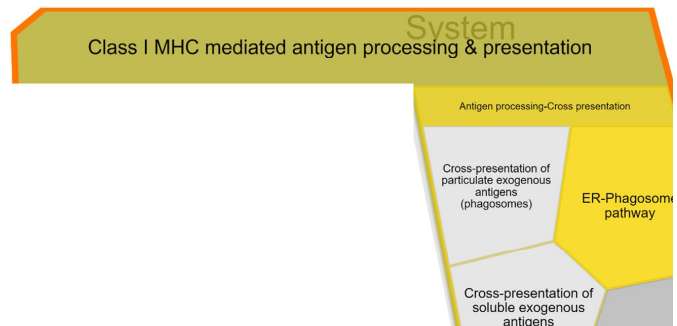 System
Class I MHC mediated antigen processing & presentation
Antigen processing-Cross presentation
Cross-presentation of
particulate exogenous
antigens
(phagosomes)
ER-Phagosome
pathway
Cross-presentation of
soluble exogenous
antigens